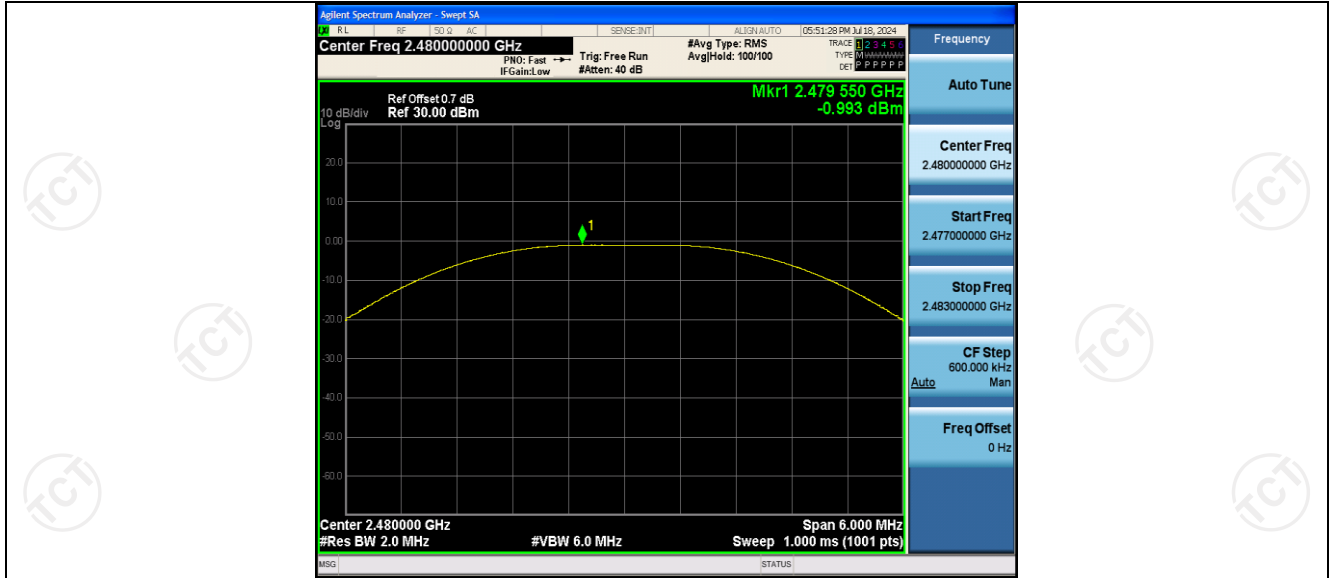 Agilent Spectrum Analyzer - Swept SA
RL RF 50 Ω AC SENSE:INT ALIGN AUTO 05:51:28 PM Jul 18, 2024
Center Freq 2.480000000 GHz
PNO: Fast
IFGain:Low
Trig: Free Run
#Atten: 40 dB
#Avg Type: RMS
Avg|Hold: 100/100
TRACE 1 2 3 4 5 6
TYPE M
DET P P P P P P
Frequency
Mkr1 2.479 550 GHz
-0.993 dBm
Ref Offset 0.7 dB
10 dB/div Ref 30.00 dBm
Log
20.0
10.0
0.00
-10.0
-20.0
-30.0
-40.0
-50.0
-60.0
1
Center 2.480000 GHz Span 6.000 MHz
#Res BW 2.0 MHz #VBW 6.0 MHz Sweep 1.000 ms (1001 pts)
MSG STATUS
Auto Tune
Center Freq
2.480000000 GHz
Start Freq
2.477000000 GHz
Stop Freq
2.483000000 GHz
CF Step
600.000 kHz
Auto Man
Freq Offset
0 Hz
TCT
TCT
TCT
TCT
TCT
TCT